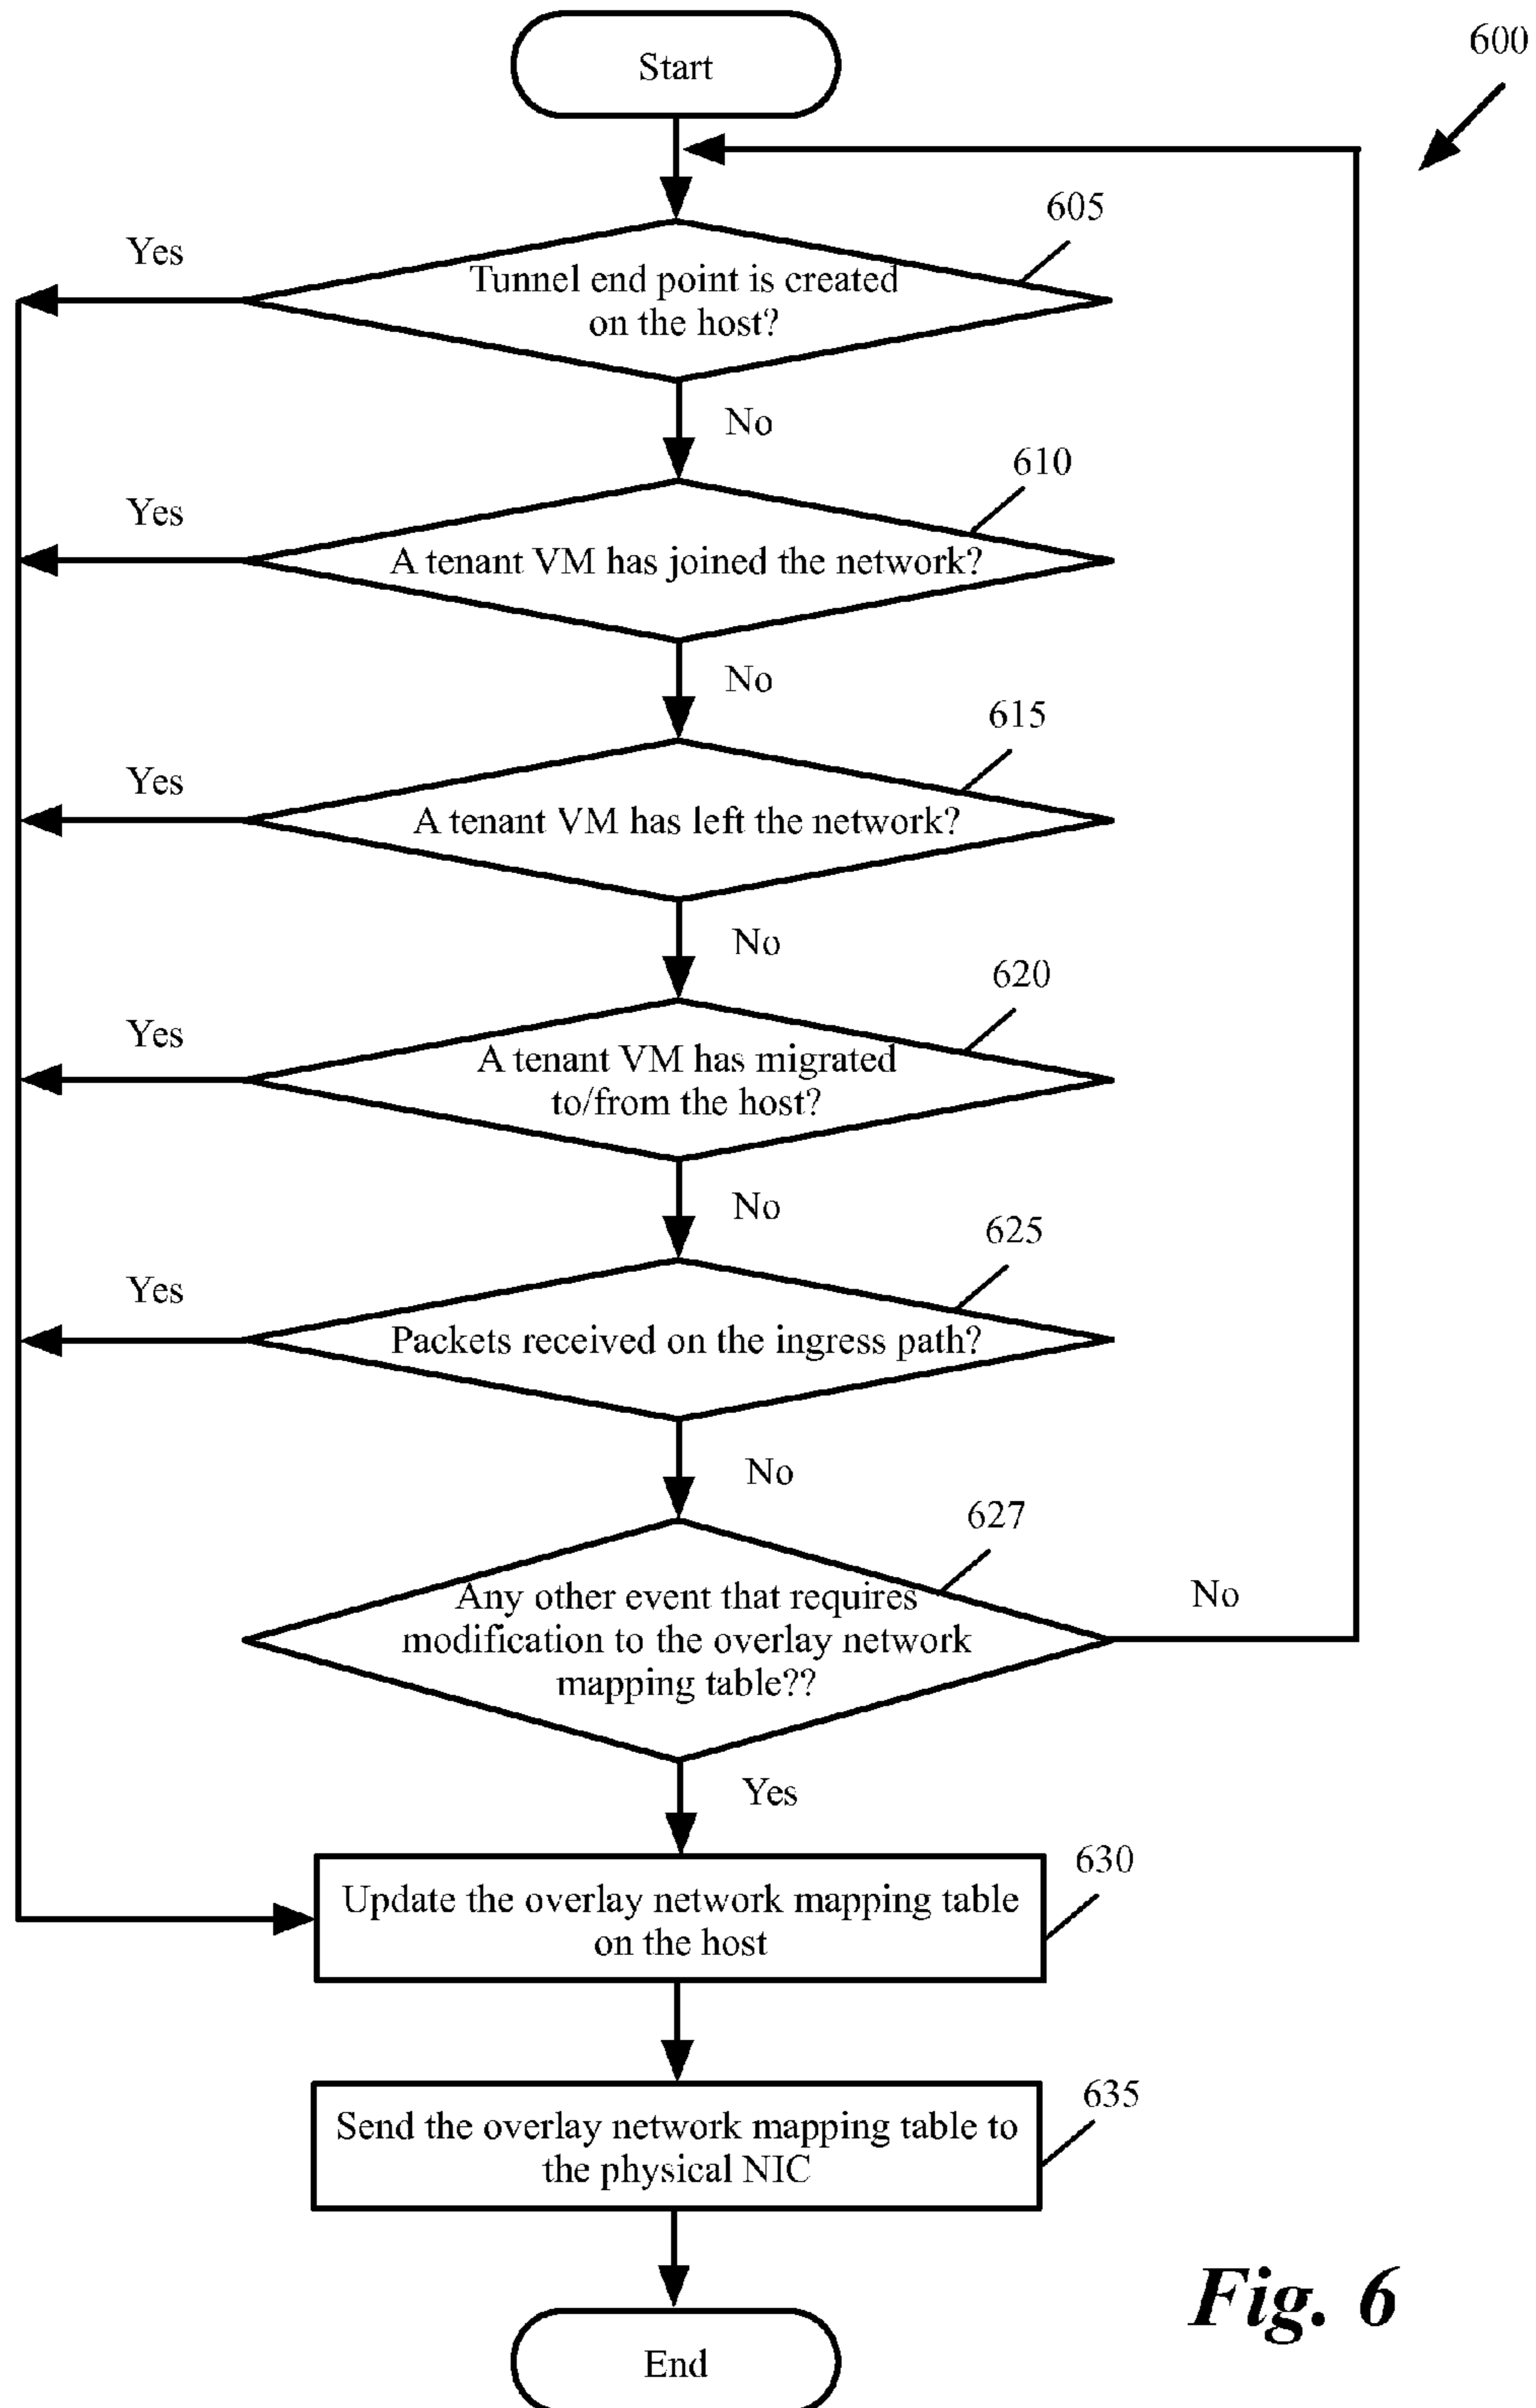 600
Start
605
Yes
Tunnel end point is created
on the host?
No
610
Yes
A tenant VM has joined the network?
No
615
Yes
A tenant VM has left the network?
No
620
Yes
A tenant VM has migrated
to/from the host?
No
625
Yes
Packets received on the ingress path?
No
627
Any other event that requires
modification to the overlay network
mapping table??
No
Yes
630
Update the overlay network mapping table
on the host
635
Send the overlay network mapping table to
the physical NIC
End
Fig. 6